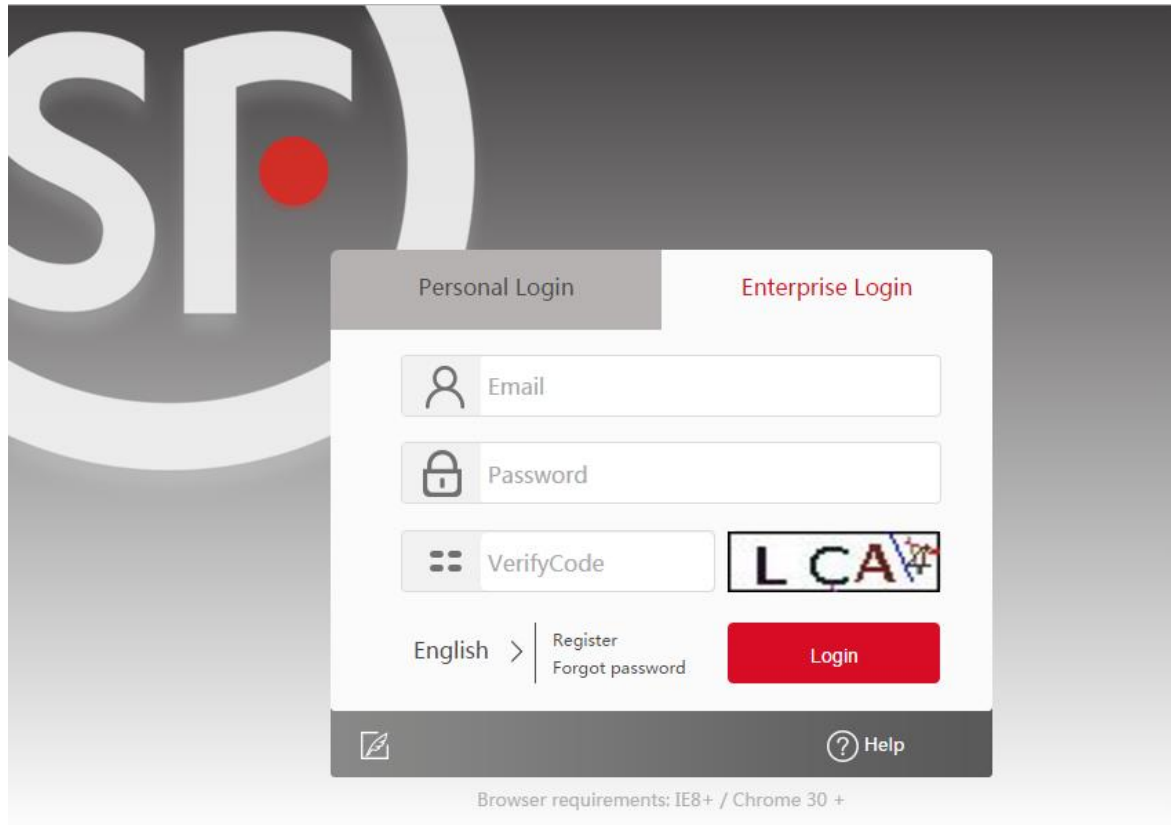 SF
Personal Login
Enterprise Login
Email
Password
VerifyCode
L C A 4
English >
Register
Forgot password
Login
Help
Browser requirements: IE8+ / Chrome 30 +